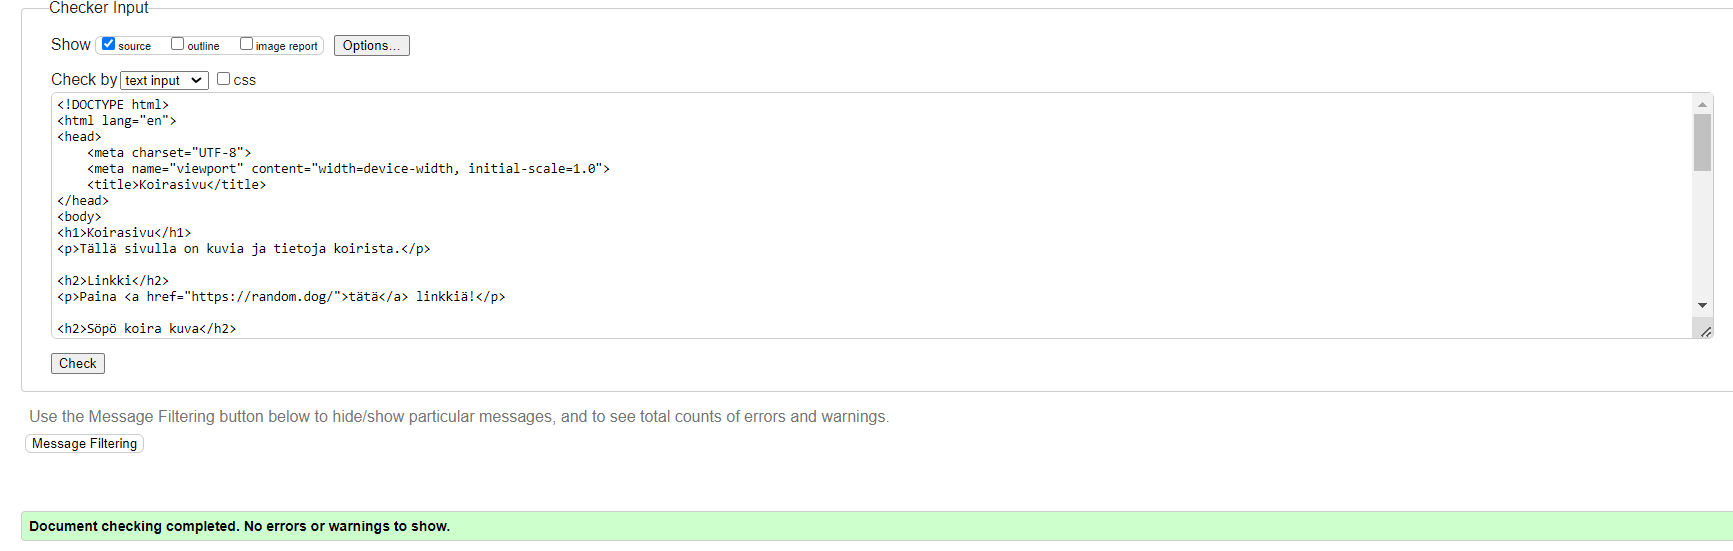 Checker Input
Show source outline image report Options...
Check by text input css
<!DOCTYPE html>
<html lang="en">
<head>
    <meta charset="UTF-8">
    <meta name="viewport" content="width=device-width, initial-scale=1.0">
    <title>Koirasivu</title>
</head>
<body>
<h1>Koirasivu</h1>
<p>Tällä sivulla on kuvia ja tietoja koirista.</p>
<h2>Linkki</h2>
<p>Paina <a href="https://random.dog/">tätä</a> linkkiä!</p>
<h2>Söpö koira kuva</h2>
Check
Use the Message Filtering button below to hide/show particular messages, and to see total counts of errors and warnings.
Message Filtering
Document checking completed. No errors or warnings to show.